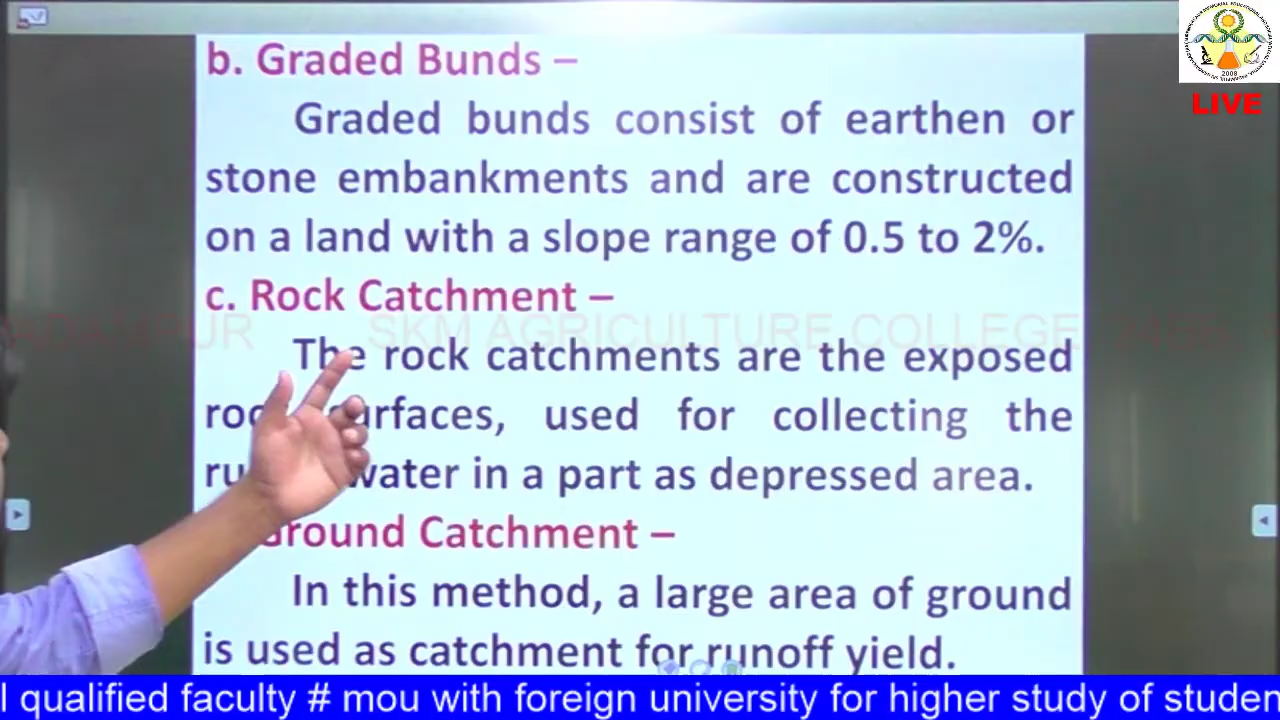 b. Graded Bunds –
Graded bunds consist of earthen or
stone embankments and are constructed
on a land with a slope range of 0.5 to 2%.
c. Rock Catchment –
The rock catchments are the exposed
surfaces, used for collecting the
water in a part as depressed area.
Ground Catchment –
In this method, a large area of ground
is used as catchment for runoff yield.
ADAMPUR SKM AGRICULTURE COLLEGE
2008
LIVE
l qualified faculty # mou with foreign university for higher study of studen